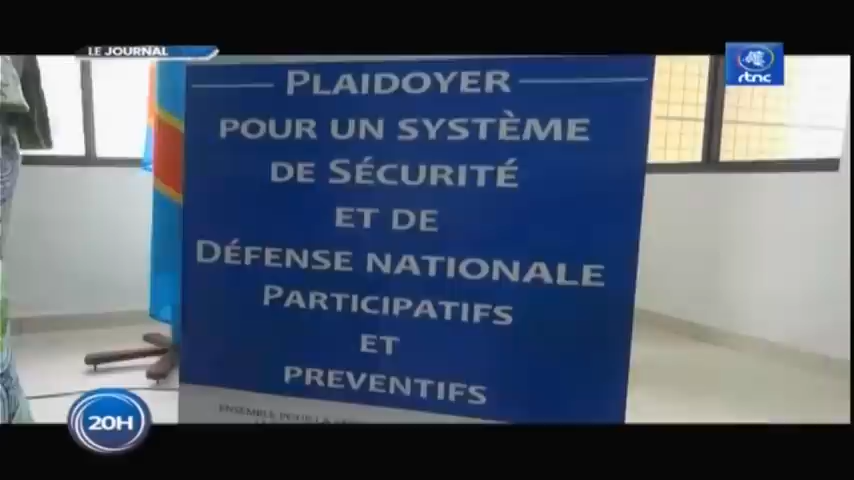 LE JOURNAL
rtnc
PLAIDOYER
POUR UN SYSTÈME
DE SÉCURITÉ
ET DE
DÉFENSE NATIONALE
PARTICIPATIFS
ET
PREVENTIFS
ENSEMBLE POUR LA
20H